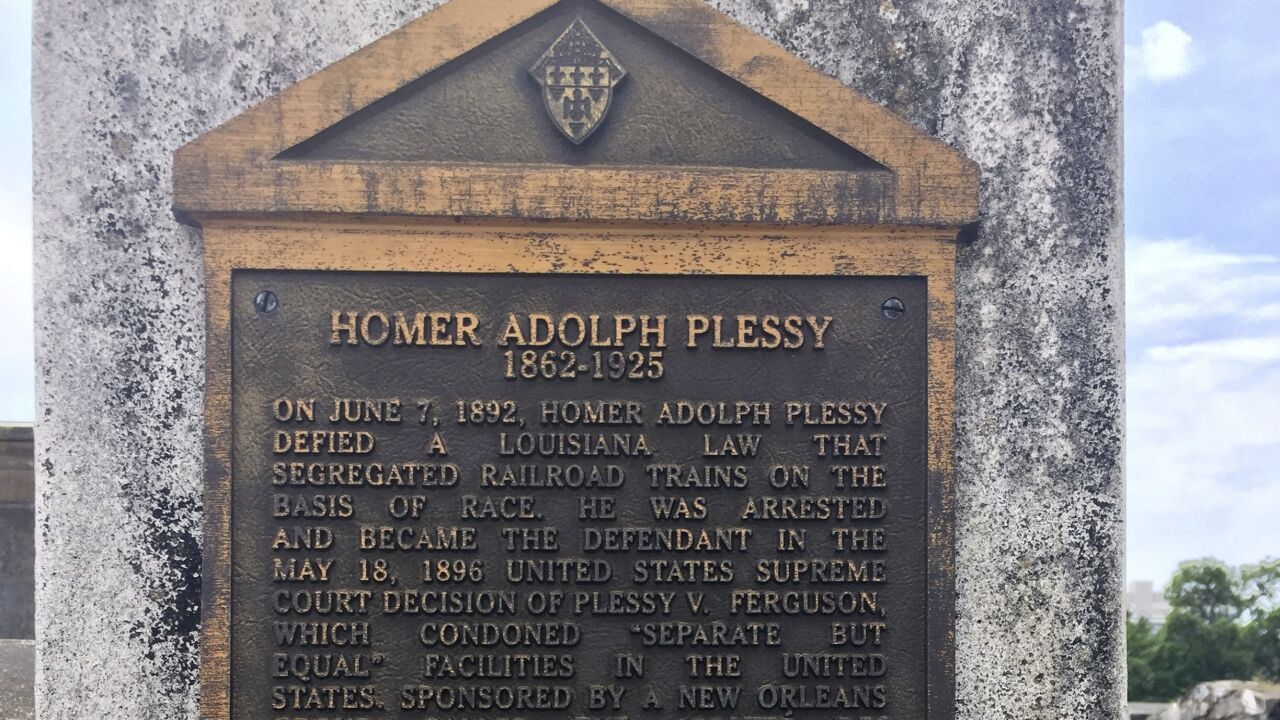 HOMER ADOLPH PLESSY
1862-1925
ON JUNE 7, 1892, HOMER ADOLPH PLESSY
DEFIED A LOUISIANA LAW THAT
SEGREGATED RAILROAD TRAINS ON THE
BASIS OF RACE. HE WAS ARRESTED
AND BECAME THE DEFENDANT IN THE
MAY 18, 1896 UNITED STATES SUPREME
COURT DECISION OF PLESSY V. FERGUSON,
WHICH CONDONED "SEPARATE BUT
EQUAL" FACILITIES IN THE UNITED
STATES. SPONSORED BY A NEW ORLEANS